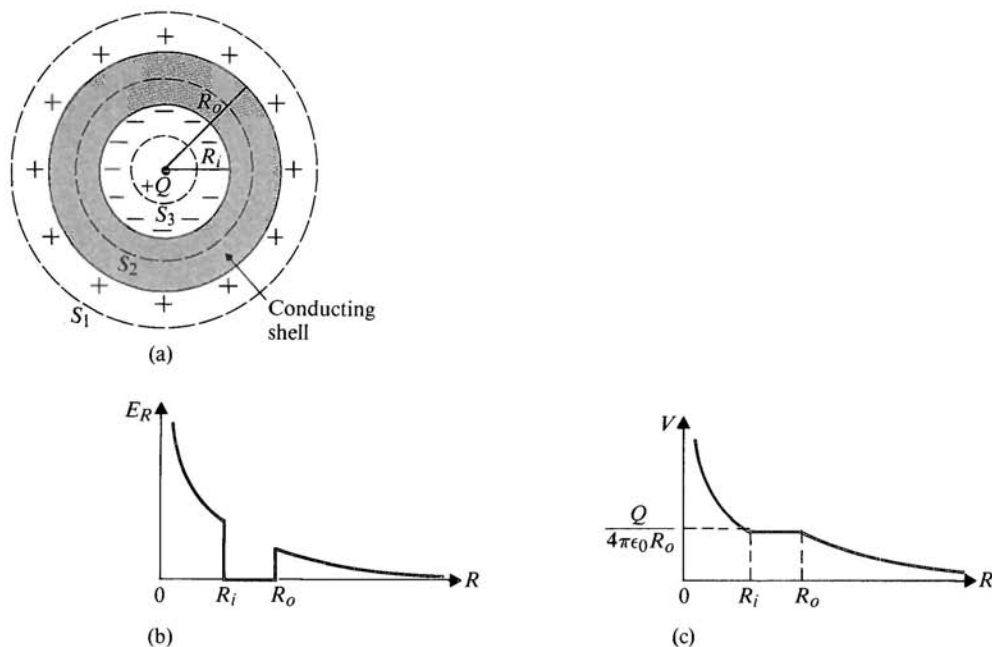 R_o
R_i
+Q
S_3
S_2
S_1
Conducting
shell
(a)
E_R
0
R_i
R_o
R
(b)
V
Q
4πϵ_0R_o
0
R_i
R_o
R
(c)